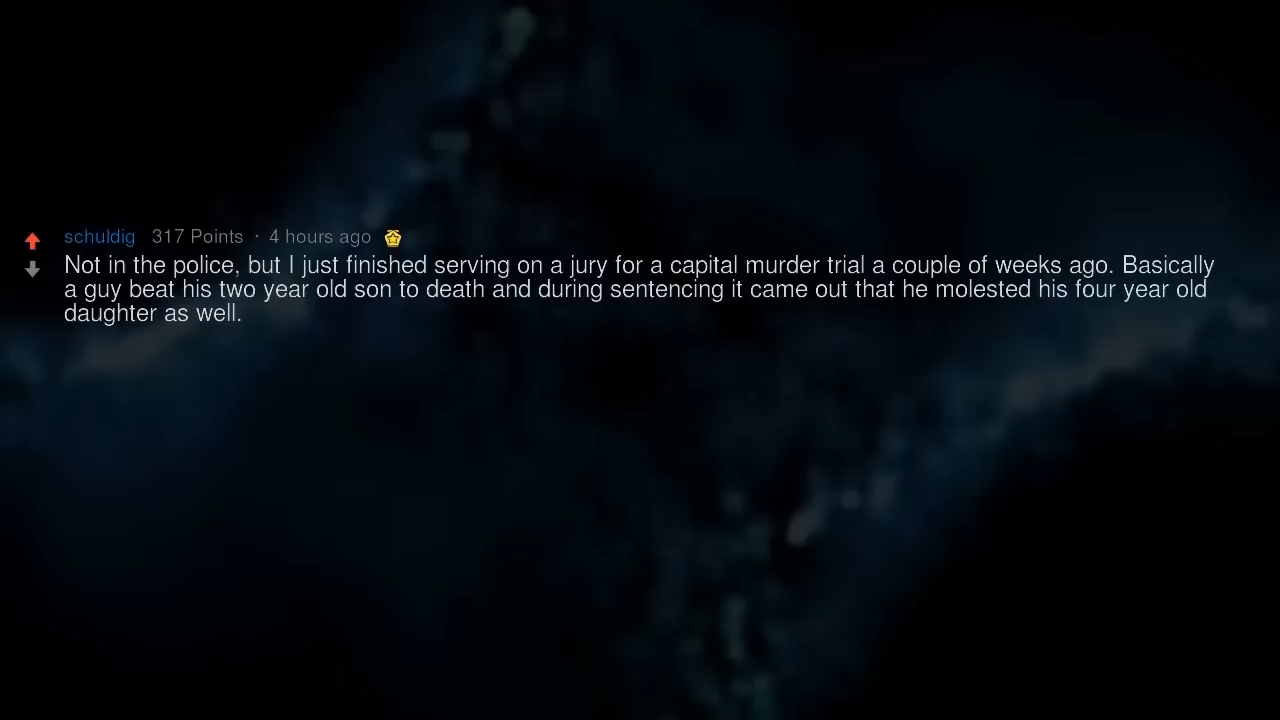 schuldig 317 Points · 4 hours ago
Not in the police, but I just finished serving on a jury for a capital murder trial a couple of weeks ago. Basically
a guy beat his two year old son to death and during sentencing it came out that he molested his four year old
daughter as well.